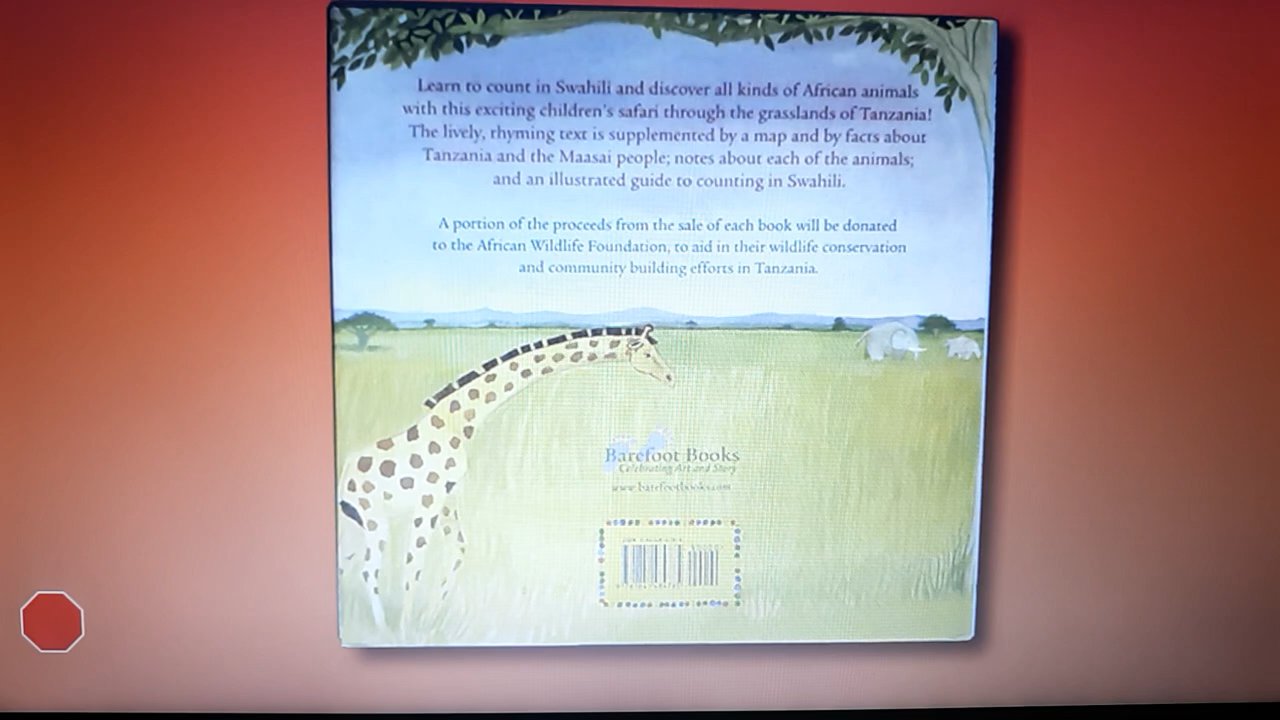 Learn to count in Swahili and discover all kinds of African animals
with this exciting children's safari through the grasslands of Tanzania!
The lively, rhyming text is supplemented by a map and by facts about
Tanzania and the Maasai people; notes about each of the animals;
and an illustrated guide to counting in Swahili.
A portion of the proceeds from the sale of each book will be donated
to the African Wildlife Foundation, to aid in their wildlife conservation
and community building efforts in Tanzania.
Barefoot Books
Celebrating Art and Story
www.barefootbooks.com